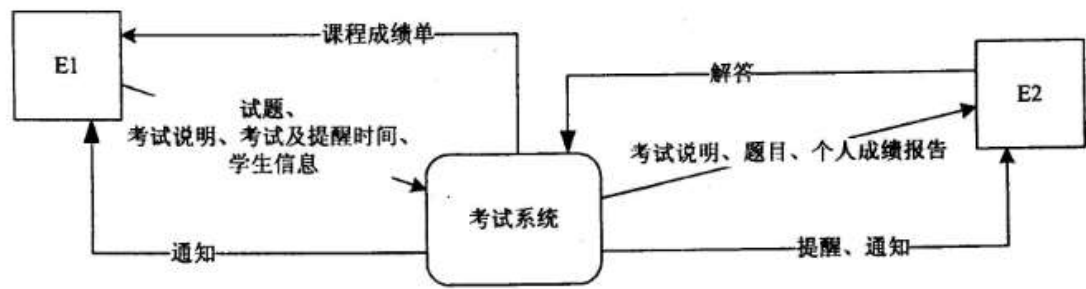 课程成绩单
E1
解答
E2
试题、
考试说明、考试及提醒时间、
学生信息
考试说明、题目、个人成绩报告
考试系统
通知
提醒、通知